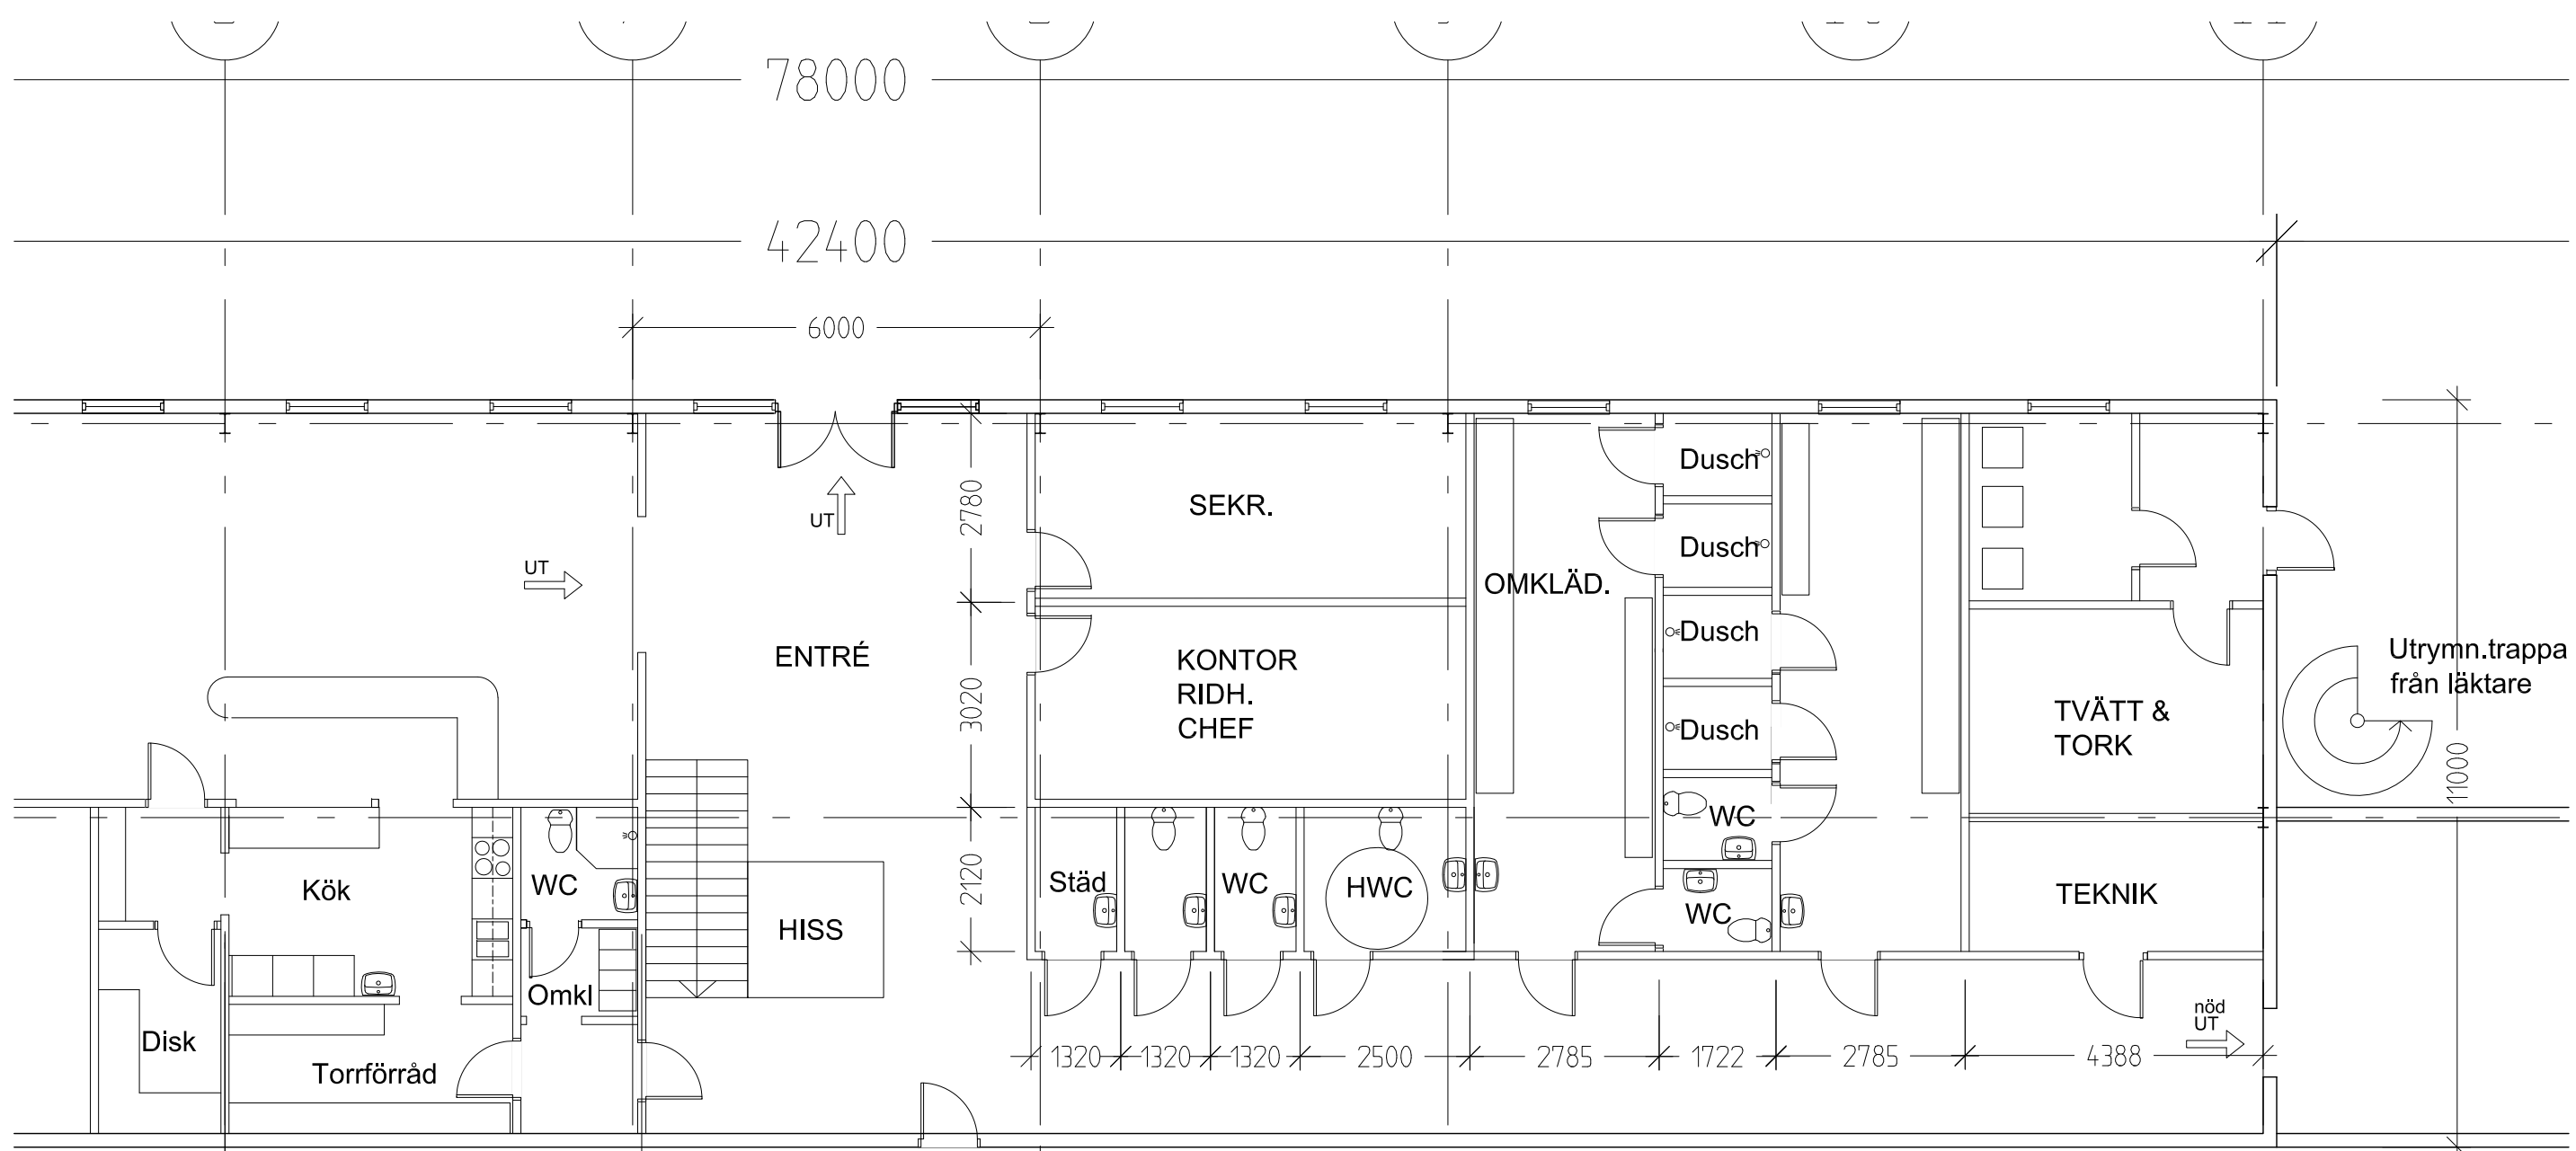 78000
42400
6000
Dusch
SEKR.
UT
2780
Dusch
UT
OMKLÄD.
Dusch
ENTRÉ
KONTOR
RIDH.
CHEF
Utrymn.trappa
från läktare
3020
Dusch
TVÄTT &
TORK
11000
WC
Kök
WC
Städ
2120
WC
HWC
WC
TEKNIK
HISS
Omkl
nöd
UT
Disk
Torrförråd
1320
1320
1320
2500
2785
1722
2785
4388